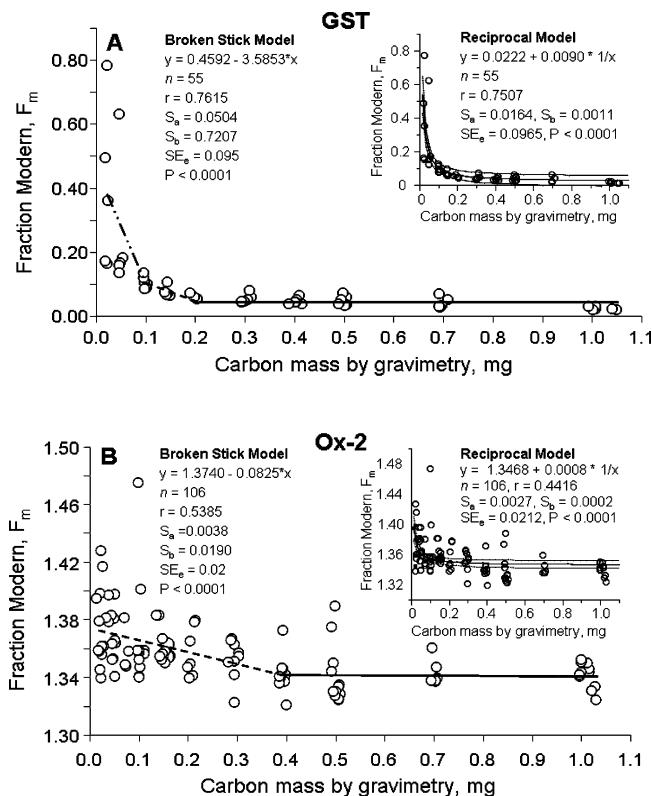 GST
A
Broken Stick Model
y = 0.4592 - 3.5853*x
n = 55
r = 0.7615
Sa = 0.0504
Sb = 0.7207
SEe = 0.095
P < 0.0001
Fraction Modern, Fm
0.80
0.60
0.40
0.20
0.00
0.0 0.1 0.2 0.3 0.4 0.5 0.6 0.7 0.8 0.9 1.0 1.1
Carbon mass by gravimetry, mg
Reciprocal Model
y = 0.0222 + 0.0090 * 1/x
n = 55
r = 0.7507
Sa = 0.0164, Sb = 0.0011
SEe = 0.0965, P < 0.0001
Fraction Modern, Fm
0.8
0.6
0.4
0.2
0
0.0 0.2 0.4 0.6 0.8 1.0
Carbon mass by gravimetry, mg
Ox-2
B
Broken Stick Model
y = 1.3740 - 0.0825*x
n = 106
r = 0.5385
Sa =0.0038
Sb = 0.0190
SEe = 0.02
P < 0.0001
Fraction Modern, Fm
1.50
1.46
1.42
1.38
1.34
1.30
0.0 0.1 0.2 0.3 0.4 0.5 0.6 0.7 0.8 0.9 1.0 1.1
Carbon mass by gravimetry, mg
Reciprocal Model
y = 1.3468 + 0.0008 * 1/x
n = 106, r = 0.4416
Sa = 0.0027, Sb = 0.0002
SEe = 0.0212, P < 0.0001
Fraction Modern, Fm
1.48
1.44
1.40
1.36
1.32
0.0 0.2 0.4 0.6 0.8 1.0
Carbon mass by gravimetry, mg